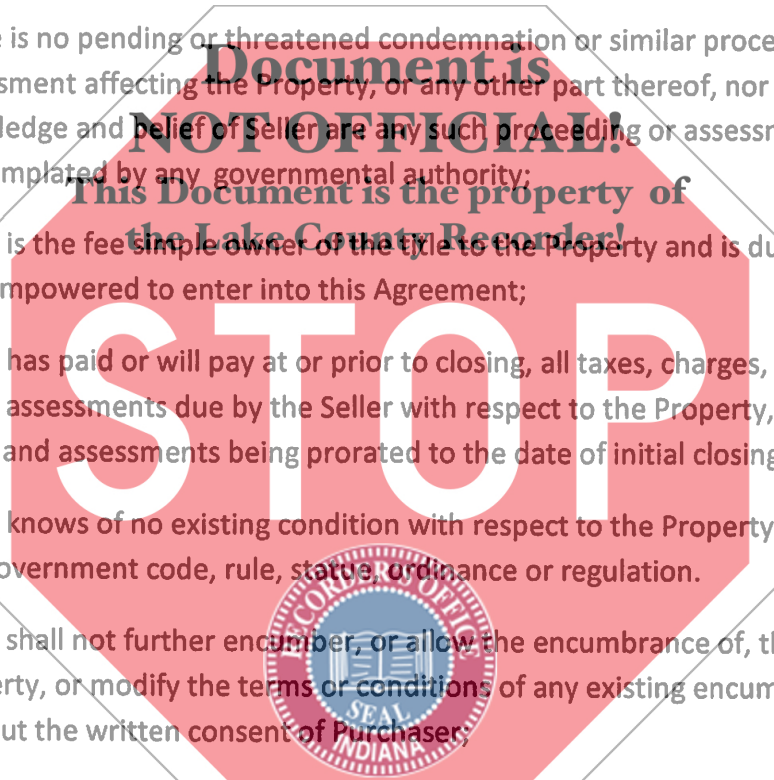 e is no pending or threatened condemnation or similar proce
Document is
sment affecting the Property, or any other part thereof, nor
NOT OFFICIAL!
ledge and belief of Seller are any such proceeding or assessm
mplated by any governmental authority;
This Document is the property of
the Lake County Recorder!
is the fee simple owner of the title to the Property and is du
mpowered to enter into this Agreement;
STOP
has paid or will pay at or prior to closing, all taxes, charges,
assessments due by the Seller with respect to the Property,
and assessments being prorated to the date of initial closing
knows of no existing condition with respect to the Property
overnment code, rule, statue, ordinance or regulation.
RECORDER'S OFFICE
shall not further encumber, or allow the encumbrance of, th
erty, or modify the terms or conditions of any existing encum
SEAL
ut the written consent of Purchaser;
INDIANA